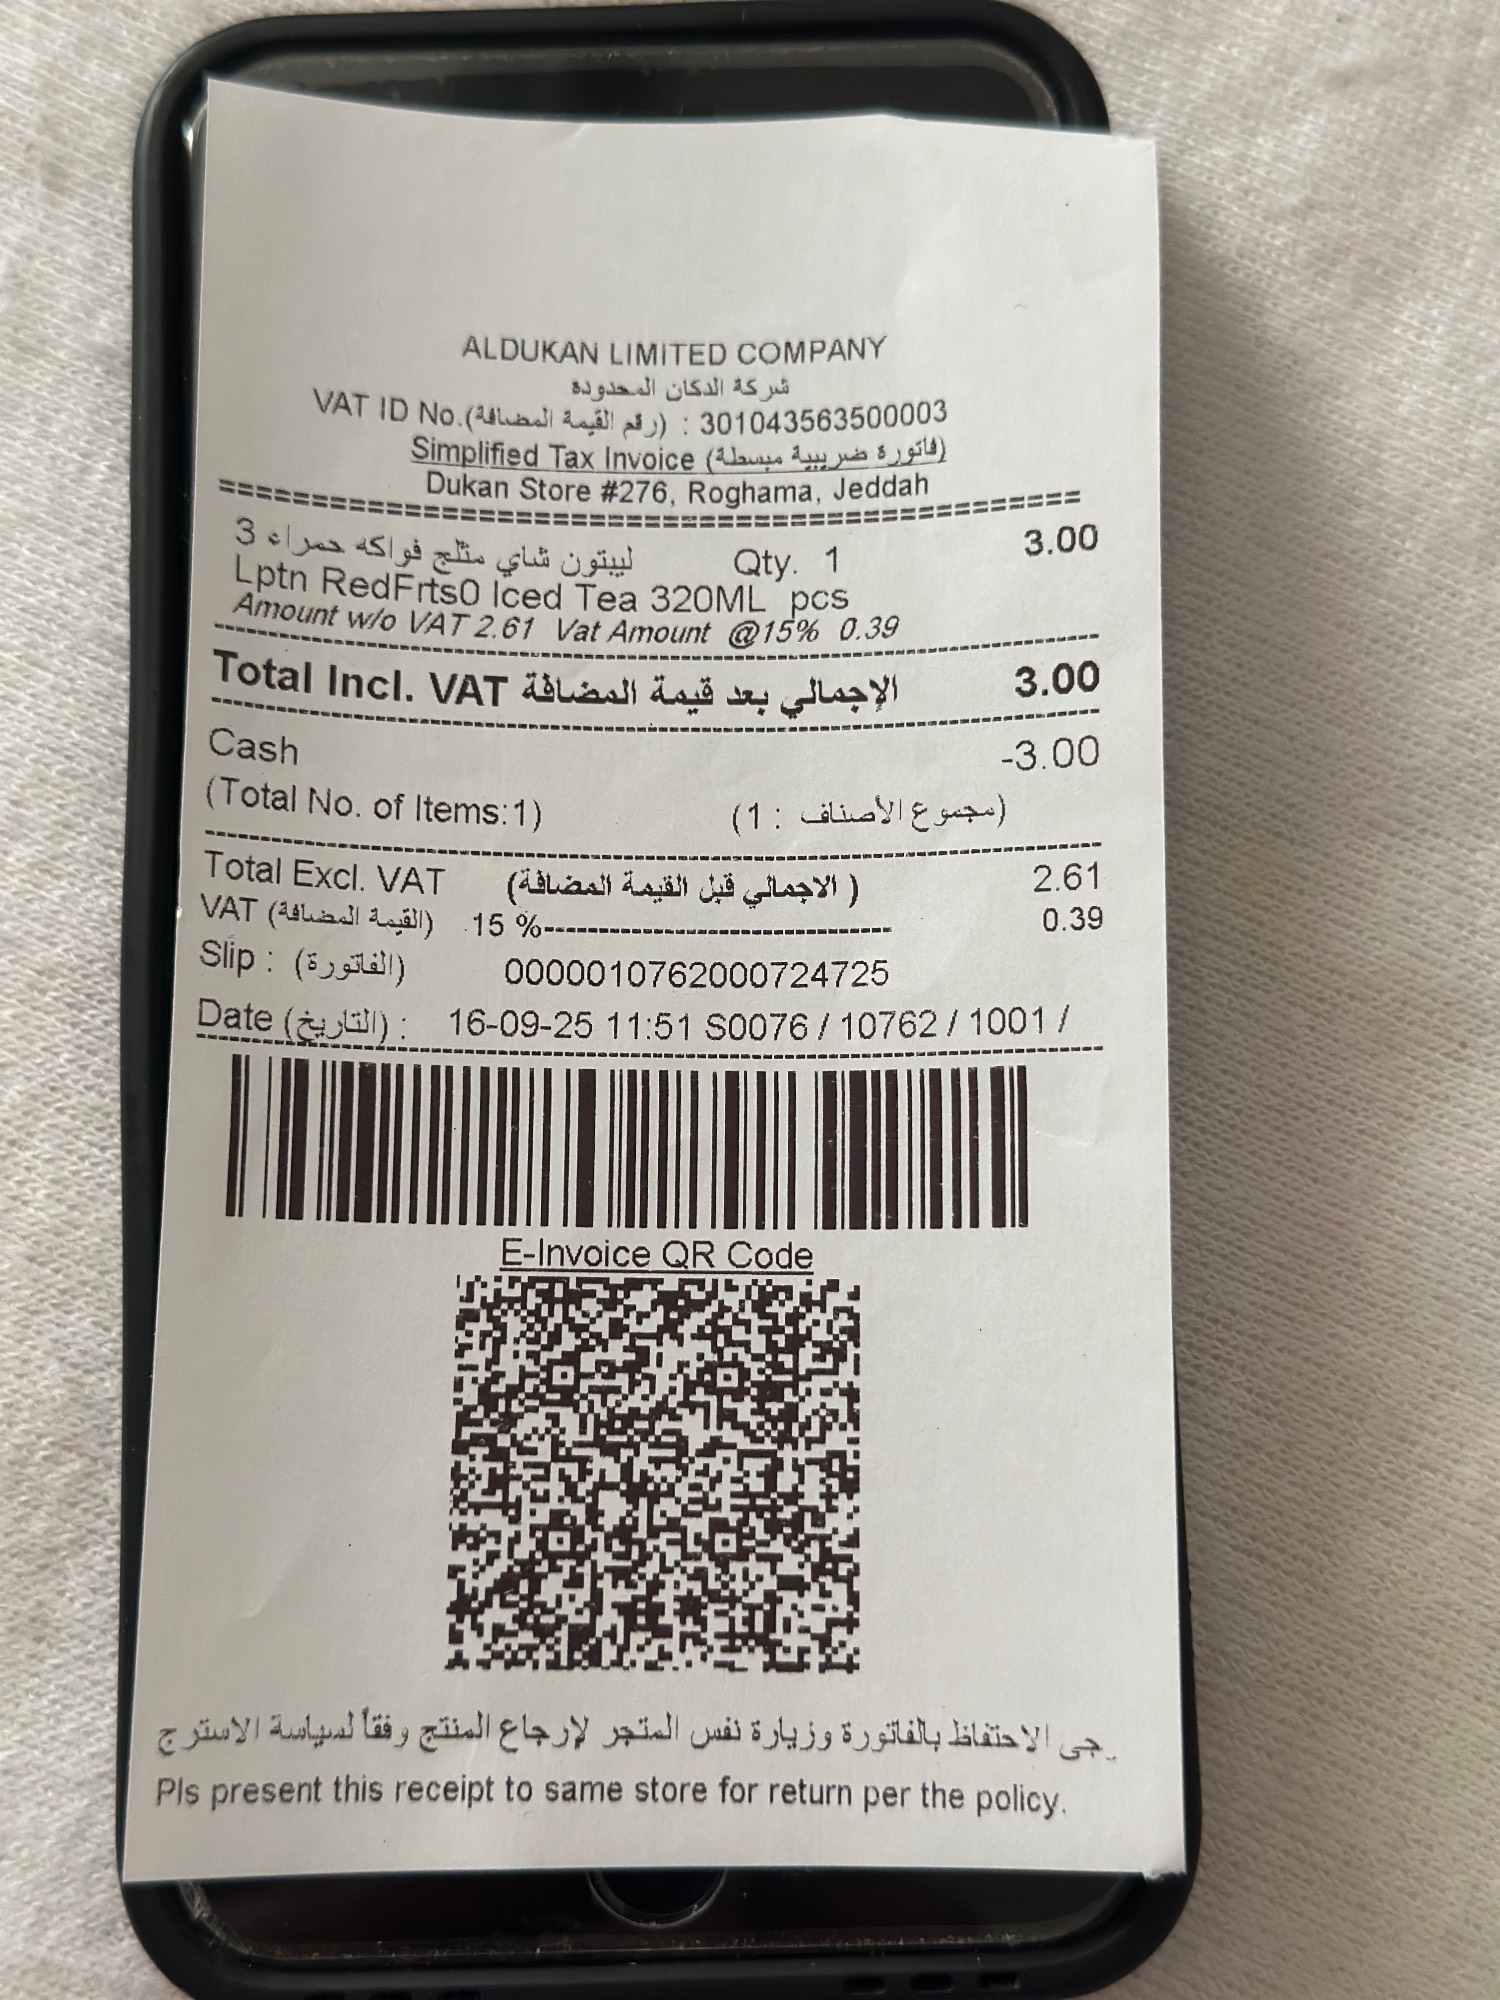 ALDUKAN LIMITED COMPANY
شركة الدكان المحدودة
VAT ID No.(رقم القيمة المضافة) : 301043563500003
Simplified Tax Invoice (فاتورة ضريبية مبسطة)
Dukan Store #276, Roghama, Jeddah
ليبتون شاي مثلج فواكه حمراء 3 Qty. 1 3.00
Lptn RedFrts0 Iced Tea 320ML pcs
Amount w/o VAT 2.61 Vat Amount @15% 0.39
Total Incl. VAT الإجمالي بعد قيمة المضافة 3.00
Cash -3.00
(Total No. of Items:1) (مجموع الأصناف : 1)
Total Excl. VAT (الاجمالي قبل القيمة المضافة ) 2.61
VAT (القيمة المضافة) 15 %------------------------------------ 0.39
Slip : (الفاتورة) 0000010762000724725
Date (التاريخ) : 16-09-25 11:51 S0076 / 10762 / 1001 /
E-Invoice QR Code
جى الاحتفاظ بالفاتورة وزيارة نفس المتجر لإرجاع المنتج وفقاً لسياسة الاسترج
Pls present this receipt to same store for return per the policy.